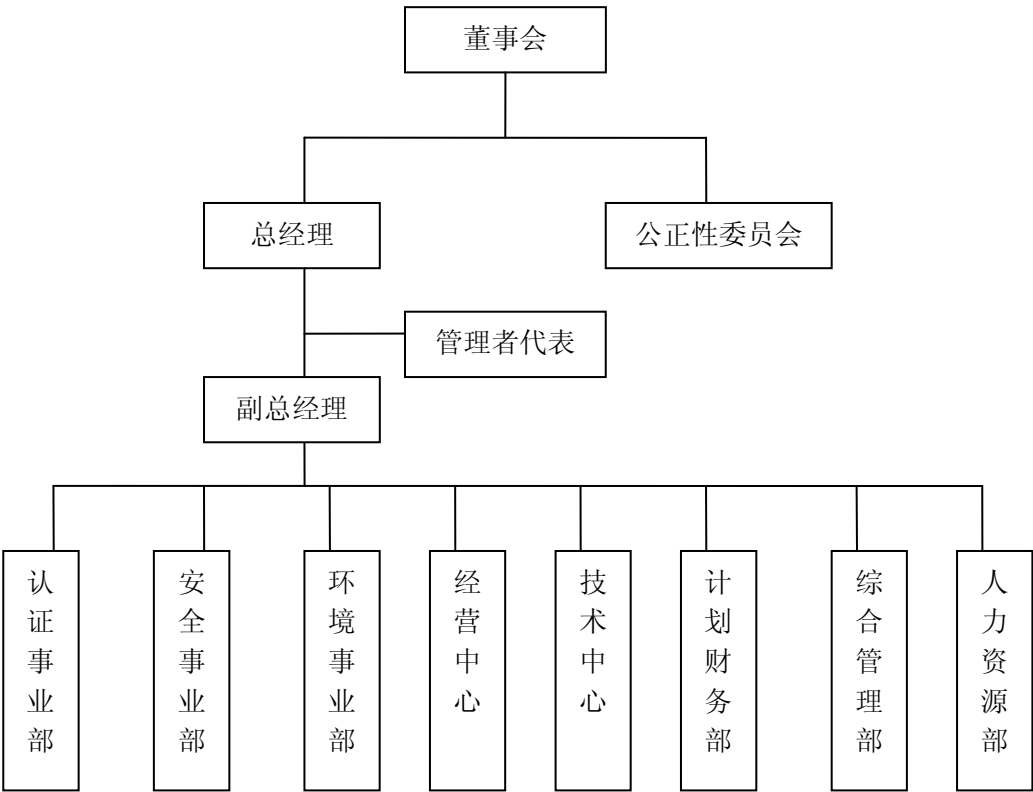 董事会
总经理
公正性委员会
管理者代表
副总经理
认证事业部
安全事业部
环境事业部
经营中心
技术中心
计划财务部
综合管理部
人力资源部